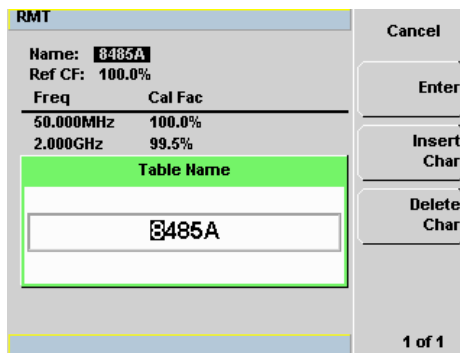 RMT
Name: 8485A
Ref CF: 100.0%
Freq Cal Fac
50.000MHz 100.0%
2.000GHz 99.5%
Table Name
8485A
Cancel
Enter
Insert
Char
Delete
Char
1 of 1